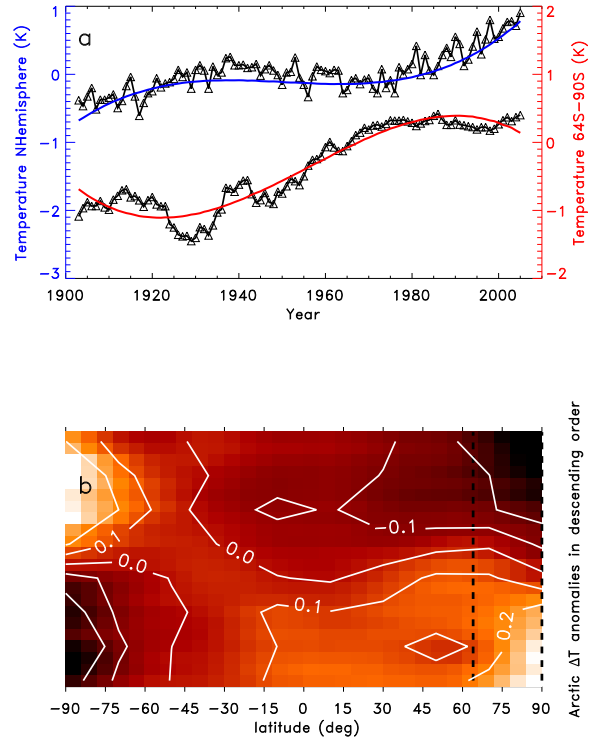 a
Temperature NHemisphere (K)
1
0
−1
−2
−3
Temperature 64S−90S (K)
2
1
0
−1
−2
1900 1920 1940 1960 1980 2000
Year
b
0.1
0.0
0.0
−0.1
0.1
0.2
Arctic ΔT anomalies in descending order
−90 −75 −60 −45 −30 −15 0 15 30 45 60 75 90
latitude (deg)